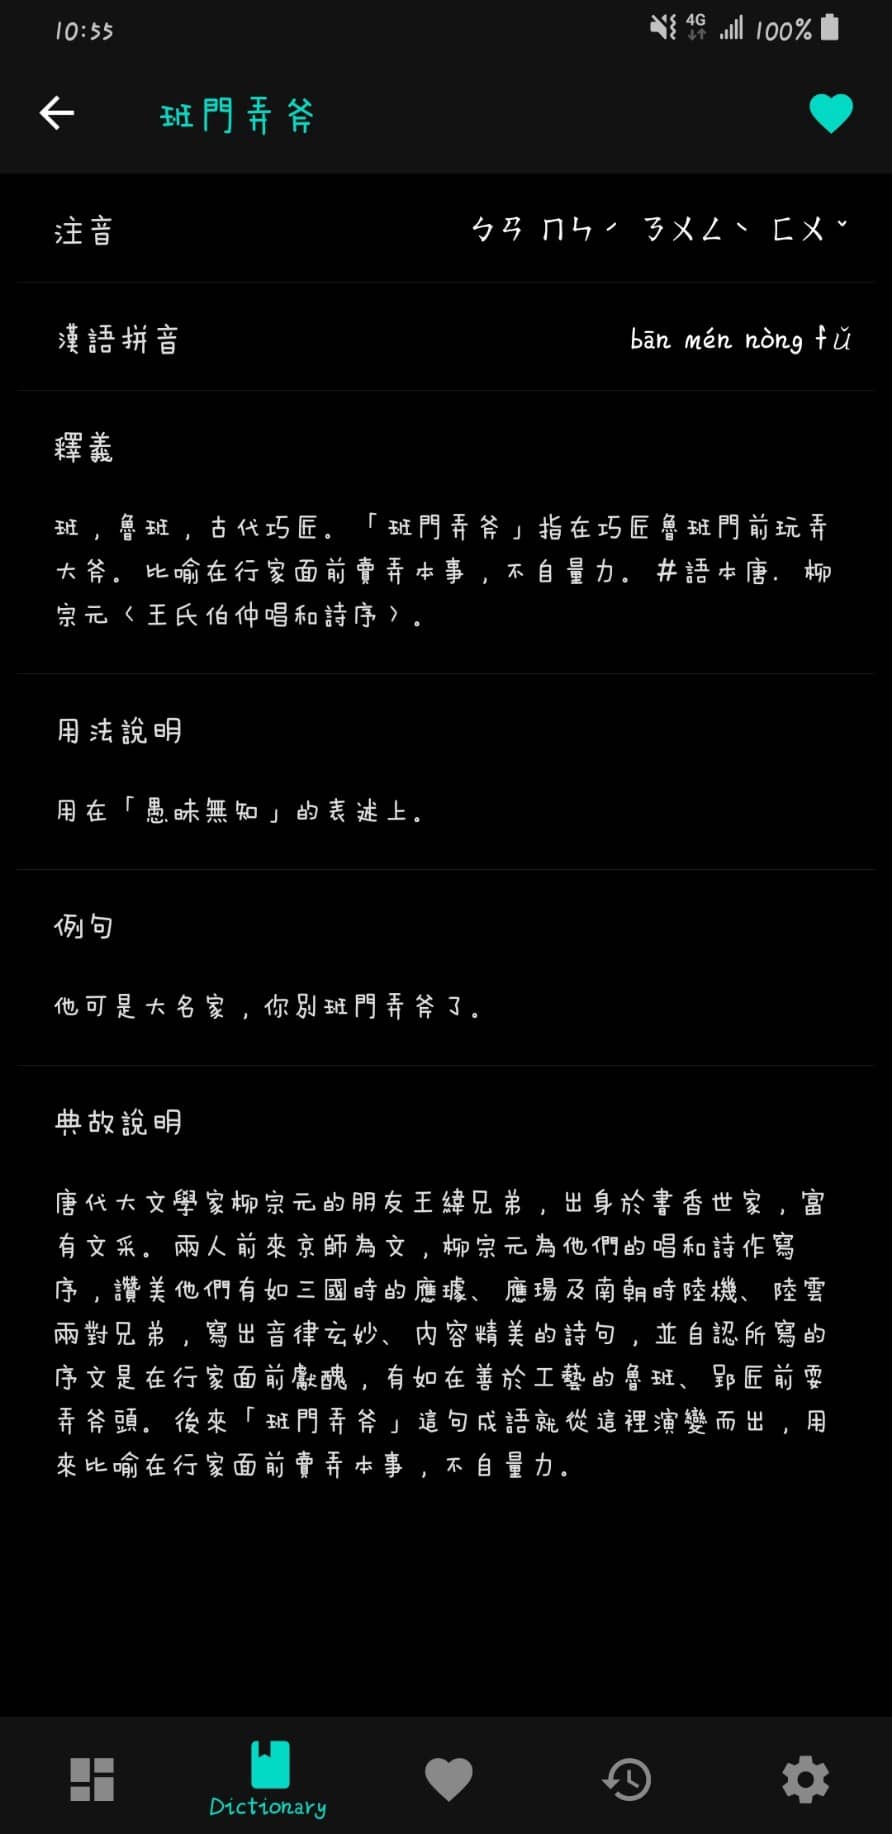 10:55
4G
100%
班門弄斧
注音
ㄅㄢ ㄇㄣˊ ㄋㄨㄥˋ ㄈㄨˇ
漢語拼音
bān mén nòng fǔ
釋義
班，魯班，古代巧匠。「班門弄斧」指在巧匠魯班門前玩弄
大斧。比喻在行家面前賣弄本事，不自量力。＃語本唐．柳
宗元〈王氏伯仲唱和詩序〉。
用法說明
用在「愚昧無知」的表述上。
例句
他可是大名家，你別班門弄斧了。
典故說明
唐代大文學家柳宗元的朋友王緯兄弟，出身於書香世家，富
有文采。兩人前來京師為文，柳宗元為他們的唱和詩作寫
序，讚美他們有如三國時的應璩、應瑒及南朝時陸機、陸雲
兩對兄弟，寫出音律玄妙、內容精美的詩句，並自認所寫的
序文是在行家面前獻醜，有如在善於工藝的魯班、郢匠前耍
弄斧頭。後來「班門弄斧」這句成語就從這裡演變而出，用
來比喻在行家面前賣弄本事，不自量力。
Dictionary